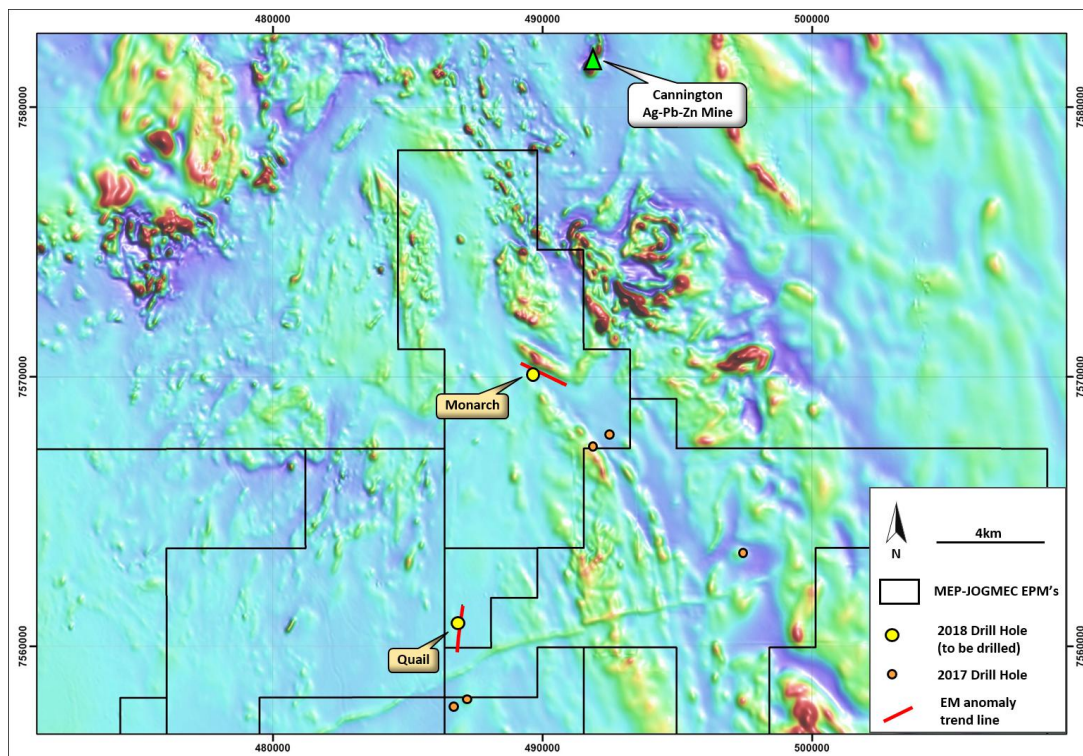 480000
490000
500000
Cannington
Ag-Pb-Zn Mine
7580000
7580000
7570000
7570000
Monarch
7560000
7560000
Quail
N
4km
MEP-JOGMEC EPM's
2018 Drill Hole
(to be drilled)
2017 Drill Hole
EM anomaly
trend line
480000
490000
500000